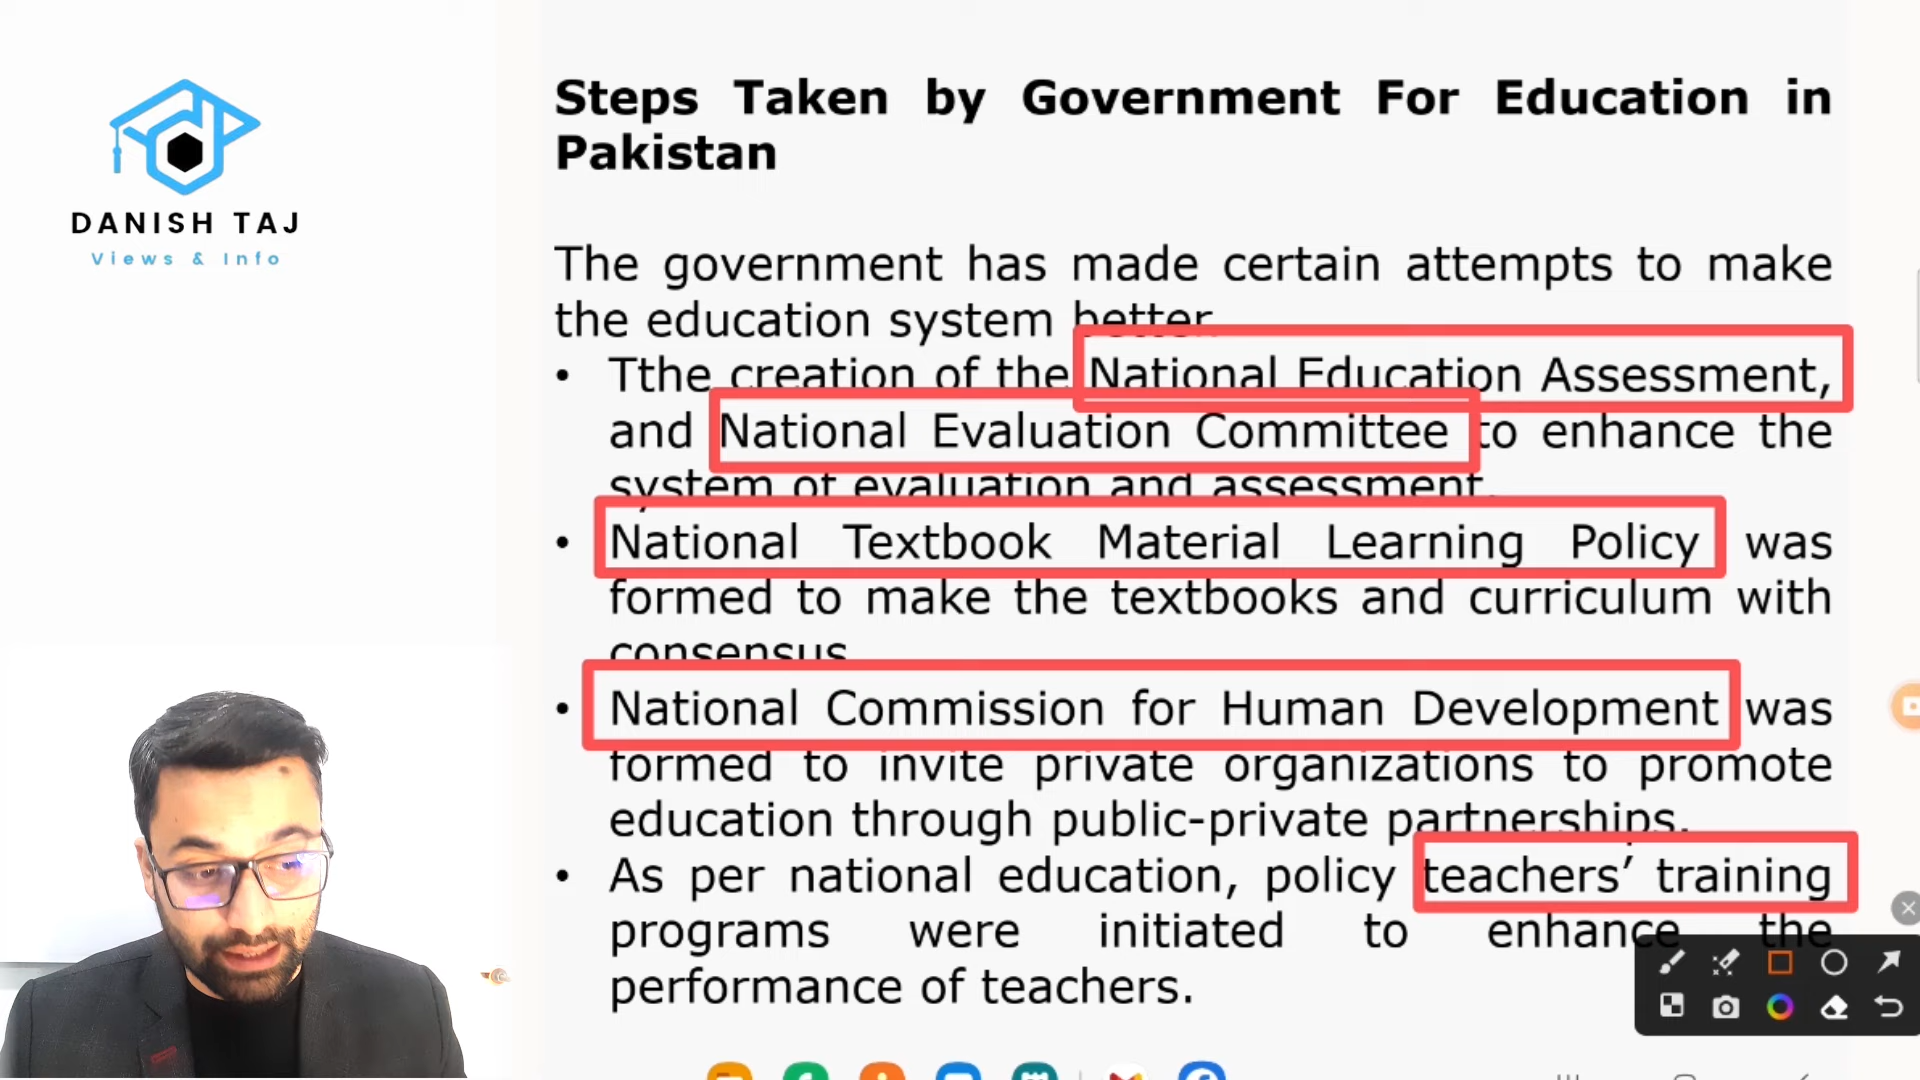 DANISH TAJ
Views & Info
Steps Taken by Government For Education in
Pakistan
The government has made certain attempts to make
the education system better.
• Tthe creation of the National Education Assessment,
and National Evaluation Committee to enhance the
system of evaluation and assessment.
• National Textbook Material Learning Policy was
formed to make the textbooks and curriculum with
consensus.
• National Commission for Human Development was
formed to invite private organizations to promote
education through public-private partnerships.
• As per national education, policy teachers’ training
programs were initiated to enhance the
performance of teachers.